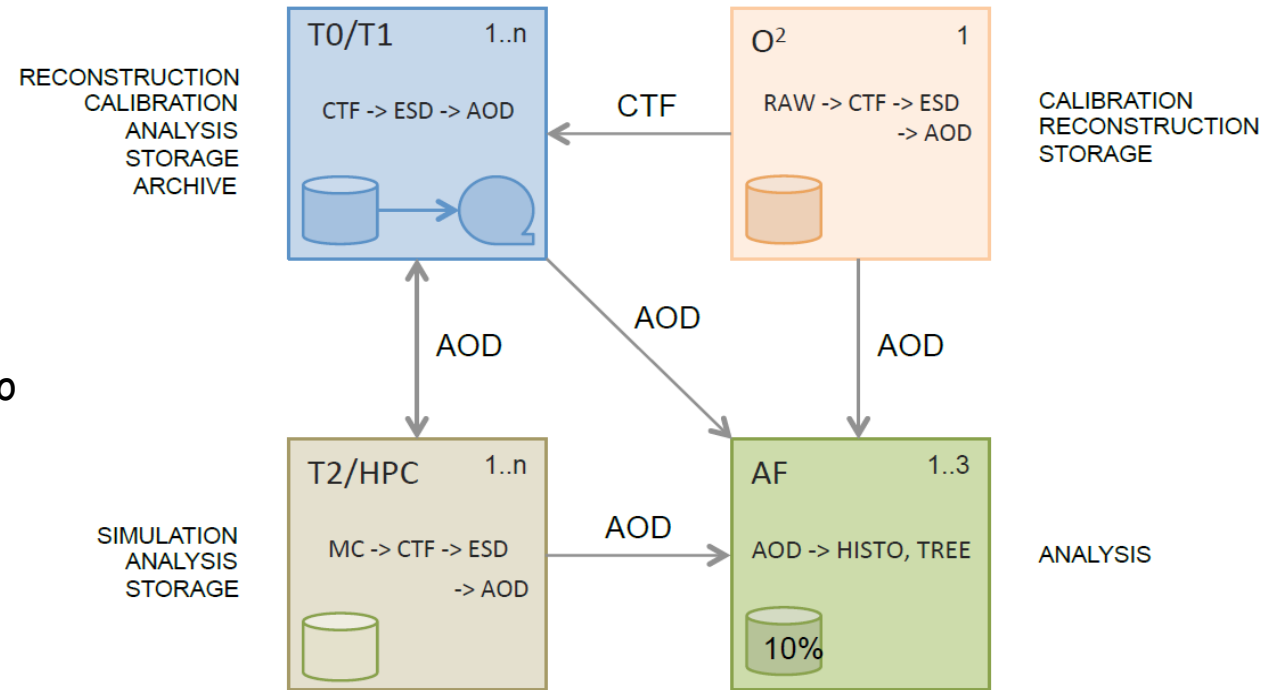 T0/T1 1..n
RECONSTRUCTION
CALIBRATION
ANALYSIS
STORAGE
ARCHIVE
CTF -> ESD -> AOD
CTF
O² 1
RAW -> CTF -> ESD
-> AOD
CALIBRATION
RECONSTRUCTION
STORAGE
AOD
AOD
AOD
T2/HPC 1..n
SIMULATION
ANALYSIS
STORAGE
MC -> CTF -> ESD
-> AOD
AOD
AF 1..3
AOD -> HISTO, TREE
10%
ANALYSIS